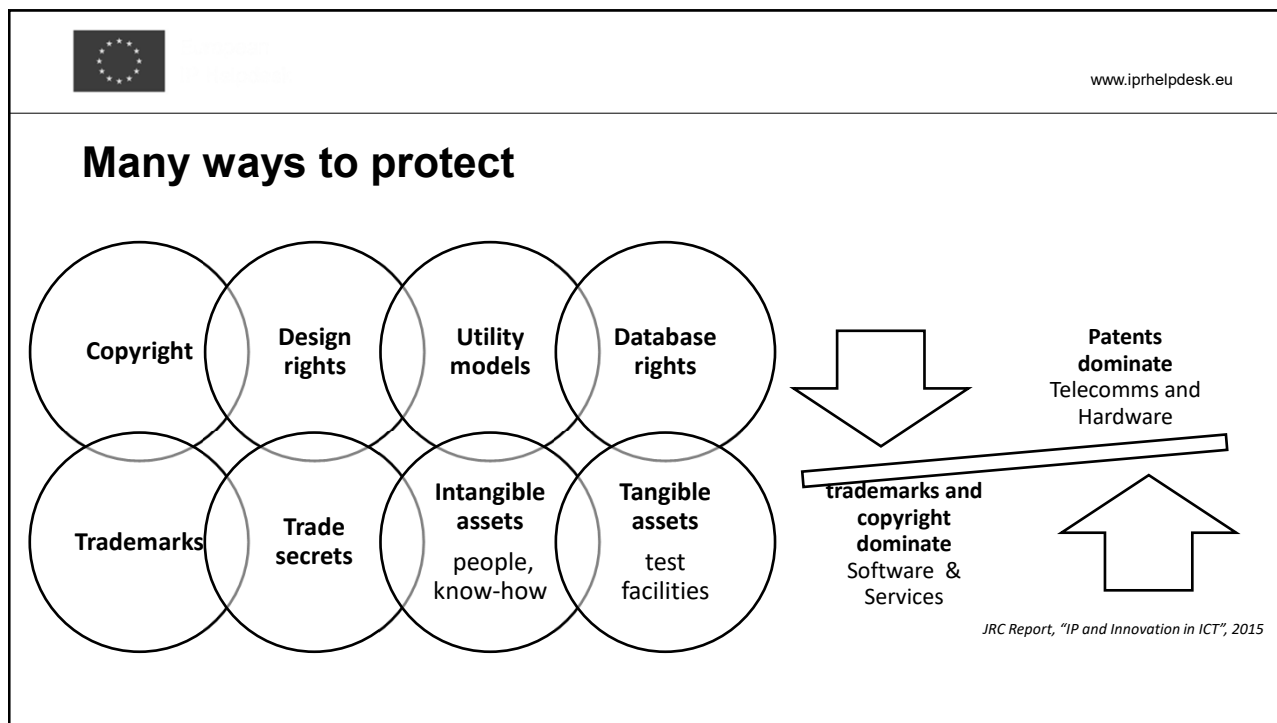 www.iprhelpdesk.eu
Many ways to protect
Copyright
Design
rights
Utility
models
Database
rights
Trademarks
Trade
secrets
Intangible
assets
people,
know-how
Tangible
assets
test
facilities
Patents
dominate
Telecomms and
Hardware
trademarks and
copyright
dominate
Software &
Services
JRC Report, “IP and Innovation in ICT”, 2015